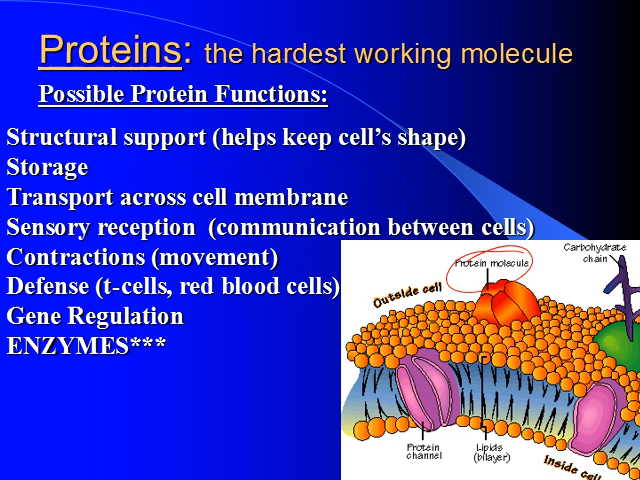 Proteins: the hardest working molecule
Possible Protein Functions:
Structural support (helps keep cell’s shape)
Storage
Transport across cell membrane
Sensory reception  (communication between cells)
Contractions (movement)
Defense (t-cells, red blood cells)
Gene Regulation
ENZYMES***
Carbohydrate
chain
Protein molecule
Outside cell
Protein
channel
Lipids
(bilayer)
Inside cell